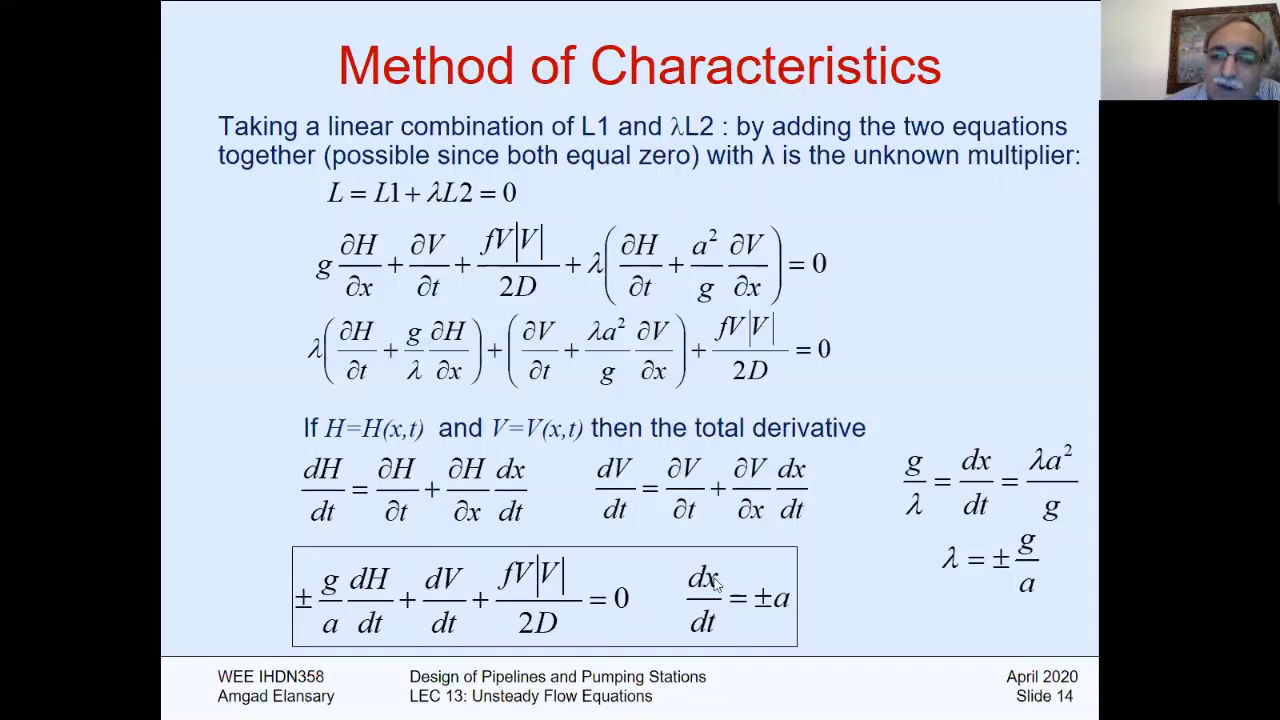 Method of Characteristics
Taking a linear combination of L1 and λL2 : by adding the two equations
together (possible since both equal zero) with λ is the unknown multiplier:
L = L1 + λL2 = 0
g ∂H/∂x + ∂V/∂t + fV|V|/2D + λ(∂H/∂t + a²/g ∂V/∂x) = 0
λ(∂H/∂t + g/λ ∂H/∂x) + (∂V/∂t + λa²/g ∂V/∂x) + fV|V|/2D = 0
If H=H(x,t) and V=V(x,t) then the total derivative
dH/dt = ∂H/∂t + ∂H/∂x dx/dt
dV/dt = ∂V/∂t + ∂V/∂x dx/dt
g/λ = dx/dt = λa²/g
λ = ± g/a
± g/a dH/dt + dV/dt + fV|V|/2D = 0
dx/dt = ±a
WEE IHDN358
Amgad Elansary
Design of Pipelines and Pumping Stations
LEC 13: Unsteady Flow Equations
April 2020
Slide 14